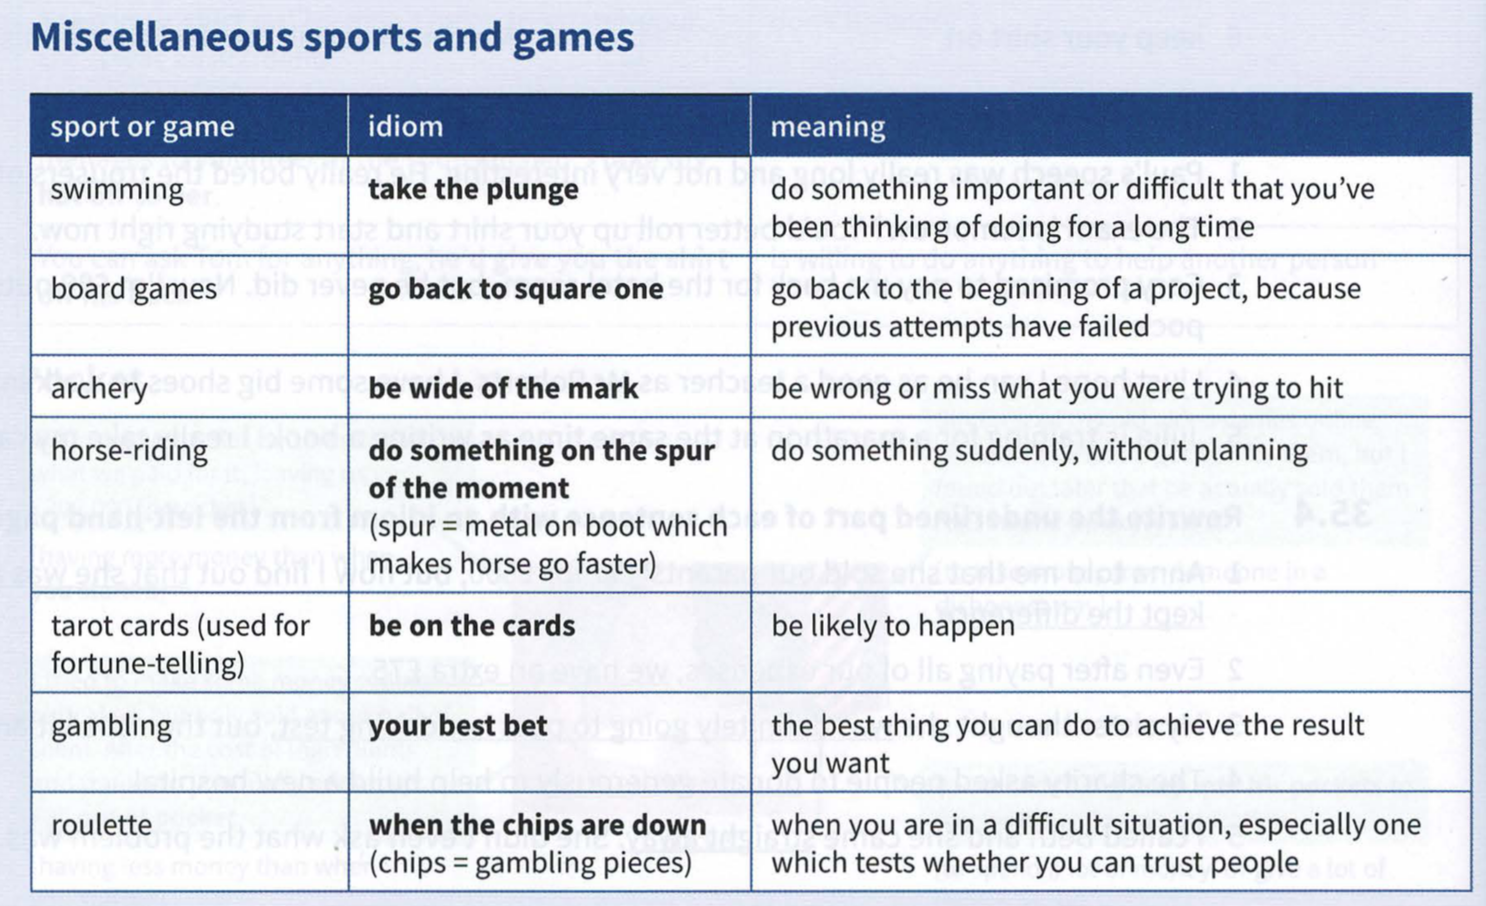 Miscellaneous sports and games
sport or game
idiom
meaning
swimming
take the plunge
do something important or difficult that you’ve
been thinking of doing for a long time
board games
go back to square one
go back to the beginning of a project, because
previous attempts have failed
archery
be wide of the mark
be wrong or miss what you were trying to hit
horse-riding
do something on the spur
of the moment
(spur = metal on boot which
makes horse go faster)
do something suddenly, without planning
tarot cards (used for
fortune-telling)
be on the cards
be likely to happen
gambling
your best bet
the best thing you can do to achieve the result
you want
roulette
when the chips are down
(chips = gambling pieces)
when you are in a difficult situation, especially one
which tests whether you can trust people